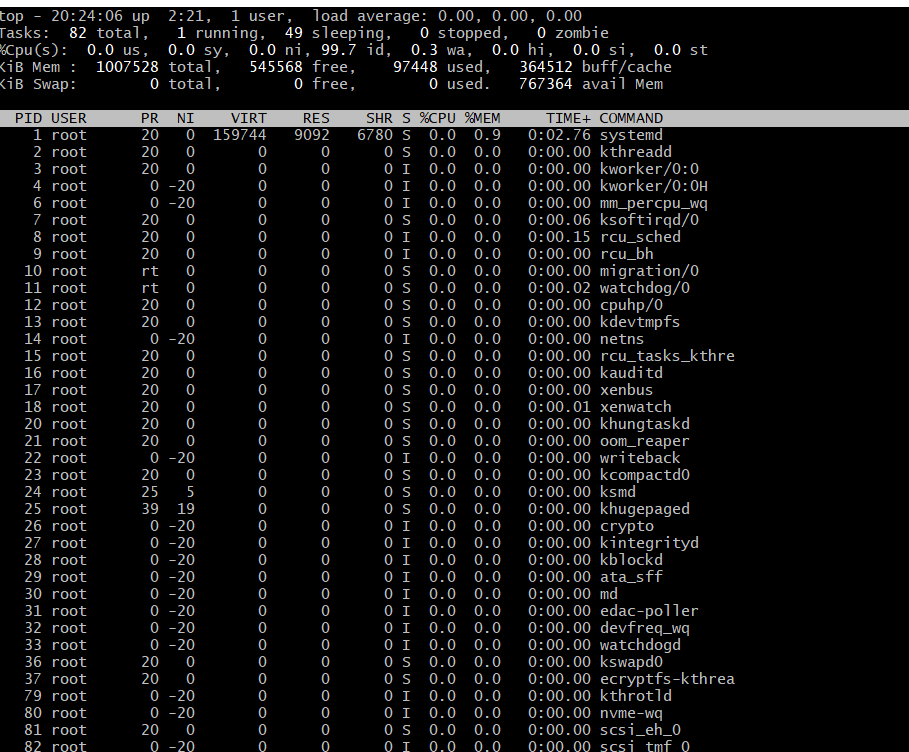 top - 20:24:06 up  2:21,  1 user,  load average: 0.00, 0.00, 0.00
Tasks:  82 total,   1 running,  49 sleeping,   0 stopped,   0 zombie
%Cpu(s):  0.0 us,  0.0 sy,  0.0 ni, 99.7 id,  0.3 wa,  0.0 hi,  0.0 si,  0.0 st
KiB Mem :  1007528 total,   545568 free,    97448 used,   364512 buff/cache
KiB Swap:        0 total,        0 free,        0 used.   767364 avail Mem
PID USER      PR  NI    VIRT    RES    SHR S %CPU %MEM     TIME+ COMMAND
1 root      20   0  159744   9092   6780 S  0.0  0.9   0:02.76 systemd
2 root      20   0       0      0      0 S  0.0  0.0   0:00.00 kthreadd
3 root      20   0       0      0      0 I  0.0  0.0   0:00.00 kworker/0:0
4 root       0 -20       0      0      0 I  0.0  0.0   0:00.00 kworker/0:0H
6 root       0 -20       0      0      0 I  0.0  0.0   0:00.00 mm_percpu_wq
7 root      20   0       0      0      0 S  0.0  0.0   0:00.06 ksoftirqd/0
8 root      20   0       0      0      0 I  0.0  0.0   0:00.15 rcu_sched
9 root      20   0       0      0      0 I  0.0  0.0   0:00.00 rcu_bh
10 root      rt   0       0      0      0 S  0.0  0.0   0:00.00 migration/0
11 root      rt   0       0      0      0 S  0.0  0.0   0:00.02 watchdog/0
12 root      20   0       0      0      0 S  0.0  0.0   0:00.00 cpuhp/0
13 root      20   0       0      0      0 S  0.0  0.0   0:00.00 kdevtmpfs
14 root       0 -20       0      0      0 I  0.0  0.0   0:00.00 netns
15 root      20   0       0      0      0 S  0.0  0.0   0:00.00 rcu_tasks_kthre
16 root      20   0       0      0      0 S  0.0  0.0   0:00.00 kauditd
17 root      20   0       0      0      0 S  0.0  0.0   0:00.00 xenbus
18 root      20   0       0      0      0 S  0.0  0.0   0:00.01 xenwatch
20 root      20   0       0      0      0 S  0.0  0.0   0:00.00 khungtaskd
21 root      20   0       0      0      0 S  0.0  0.0   0:00.00 oom_reaper
22 root       0 -20       0      0      0 I  0.0  0.0   0:00.00 writeback
23 root      20   0       0      0      0 S  0.0  0.0   0:00.00 kcompactd0
24 root      25   5       0      0      0 S  0.0  0.0   0:00.00 ksmd
25 root      39  19       0      0      0 S  0.0  0.0   0:00.00 khugepaged
26 root       0 -20       0      0      0 I  0.0  0.0   0:00.00 crypto
27 root       0 -20       0      0      0 I  0.0  0.0   0:00.00 kintegrityd
28 root       0 -20       0      0      0 I  0.0  0.0   0:00.00 kblockd
29 root       0 -20       0      0      0 I  0.0  0.0   0:00.00 ata_sff
30 root       0 -20       0      0      0 I  0.0  0.0   0:00.00 md
31 root       0 -20       0      0      0 I  0.0  0.0   0:00.00 edac-poller
32 root       0 -20       0      0      0 I  0.0  0.0   0:00.00 devfreq_wq
33 root       0 -20       0      0      0 I  0.0  0.0   0:00.00 watchdogd
36 root      20   0       0      0      0 S  0.0  0.0   0:00.00 kswapd0
37 root      20   0       0      0      0 S  0.0  0.0   0:00.00 ecryptfs-kthrea
79 root       0 -20       0      0      0 I  0.0  0.0   0:00.00 kthrotld
80 root       0 -20       0      0      0 I  0.0  0.0   0:00.00 nvme-wq
81 root      20   0       0      0      0 S  0.0  0.0   0:00.00 scsi_eh_0
82 root       0 -20       0      0      0 I  0.0  0.0   0:00.00 scsi_tmf_0